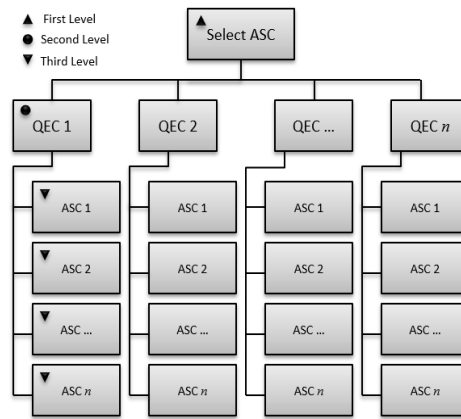 First Level
Second Level
Third Level
Select ASC
QEC 1
QEC 2
QEC ...
QEC n
ASC 1
ASC 1
ASC 1
ASC 1
ASC 2
ASC 2
ASC 2
ASC 2
ASC ...
ASC ...
ASC ...
ASC ...
ASC n
ASC n
ASC n
ASC n